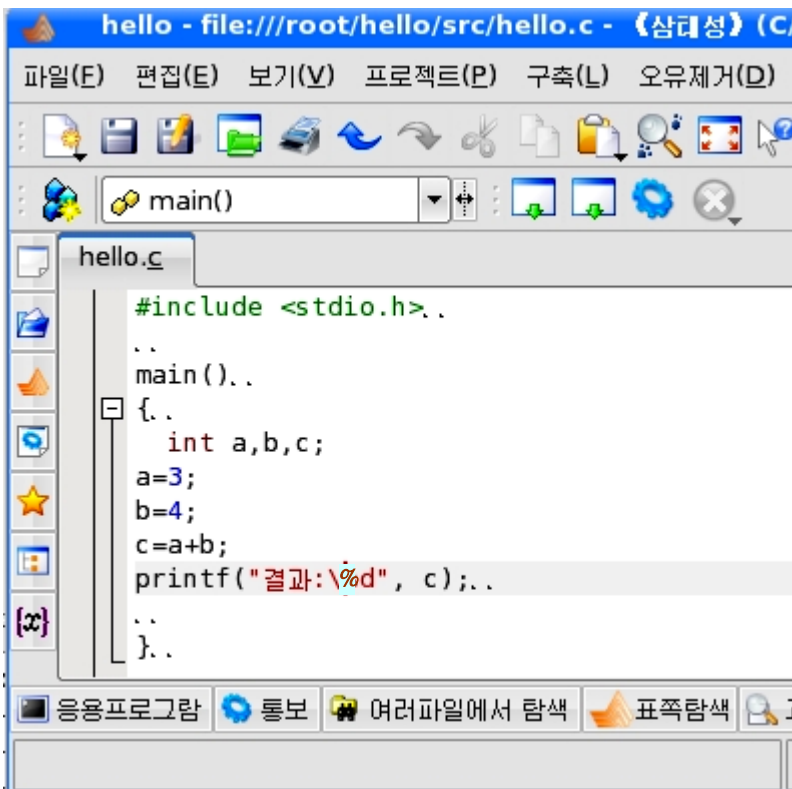 hello - file:///root/hello/src/hello.c - 《삼태성》 (C/
파일(F) 편집(E) 보기(V) 프로젝트(P) 구축(L) 오유제거(D)
main()
hello.c
#include <stdio.h>
main()
{
int a,b,c;
a=3;
b=4;
c=a+b;
printf("결과:\%d", c);
}
{x}
응용프로그람 통보 여러파일에서 탐색 표쪽탐색